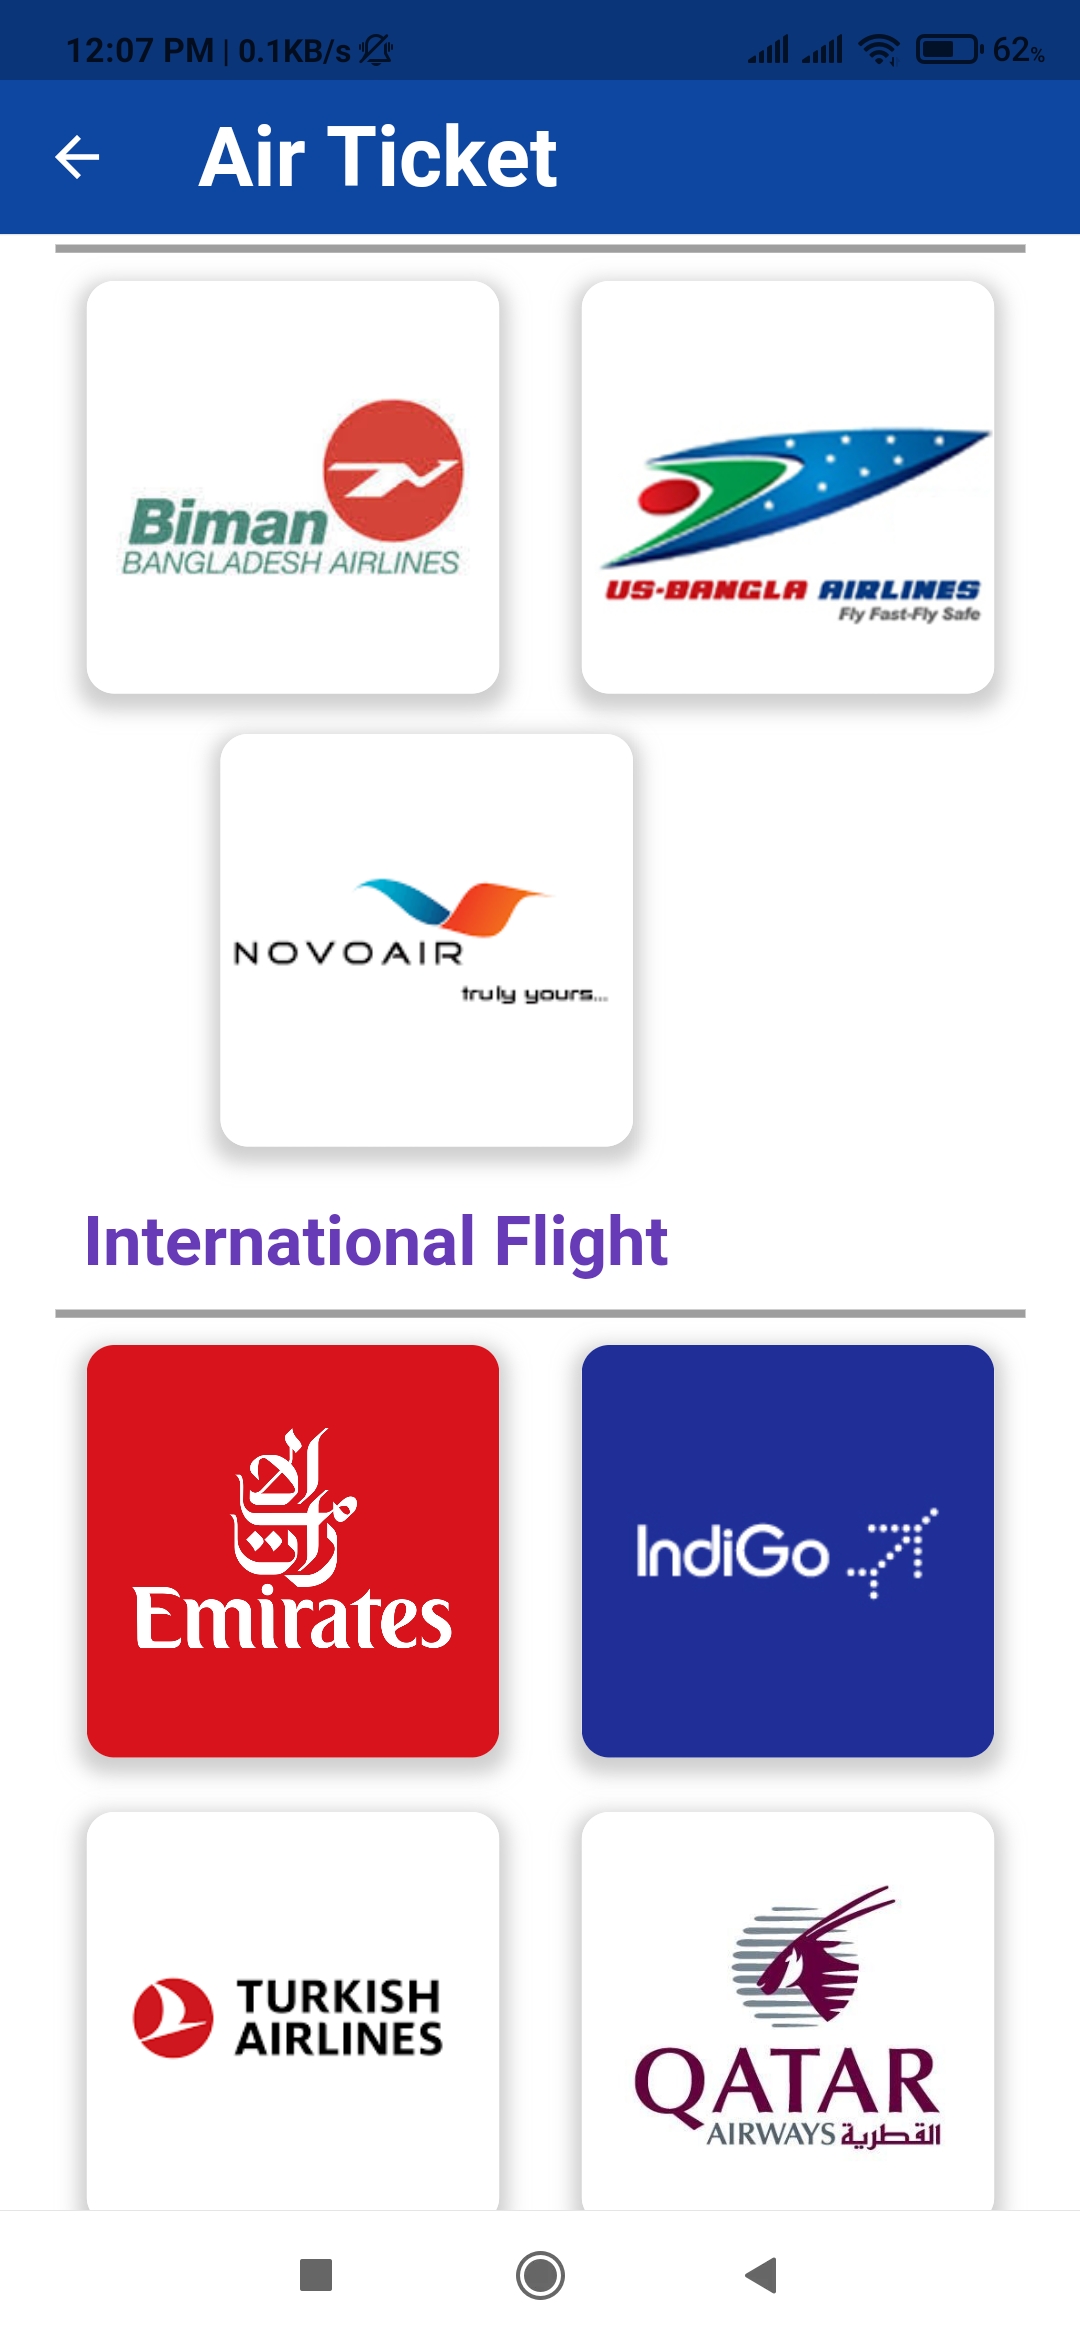 12:07 PM | 0.1KB/s
62%
Air Ticket
Biman
BANGLADESH AIRLINES
US-BANGLA AIRLINES
Fly Fast-Fly Safe
NOVOAIR
truly yours...
International Flight
الإمارات
Emirates
IndiGo
TURKISH
AIRLINES
QATAR
AIRWAYS القطرية